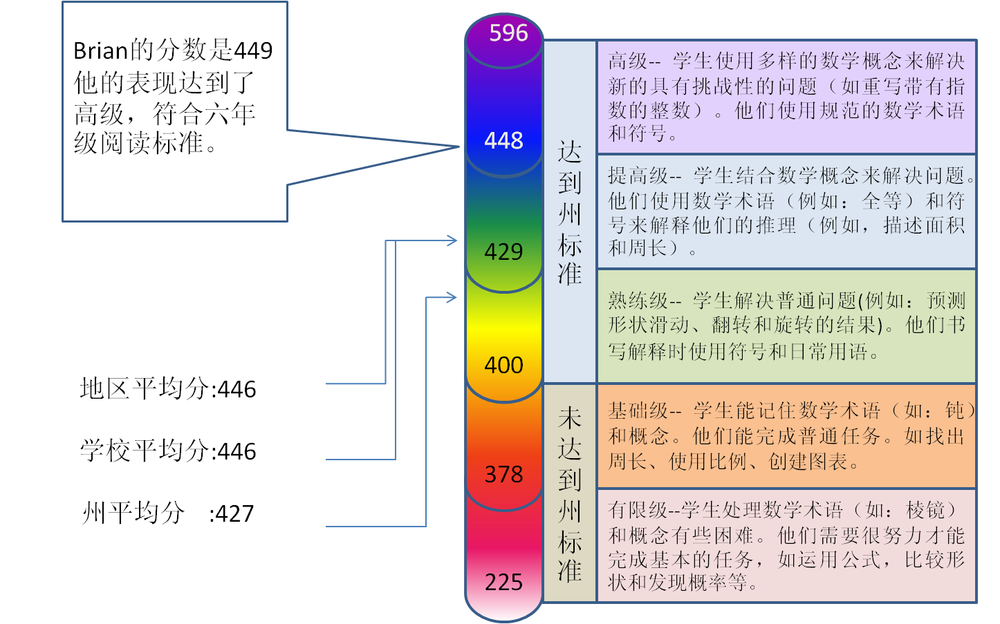 Brian的分数是449
他的表现达到了
高级，符合六年
级阅读标准。
地区平均分:446
学校平均分:446
州平均分 :427
596
448
429
400
378
225
达到州标准
未达到州标准
高级-- 学生使用多样的数学概念来解决
新的具有挑战性的问题（如重写带有指
数的整数）。他们使用规范的数学术语
和符号。
提高级-- 学生结合数学概念来解决问题。
他们使用数学术语（例如：全等）和符
号来解释他们的推理（例如，描述面积
和周长）。
熟练级-- 学生解决普通问题(例如：预测
形状滑动、翻转和旋转的结果)。他们书
写解释时使用符号和日常用语。
基础级-- 学生能记住数学术语（如：钝）
和概念。他们能完成普通任务。如找出
周长、使用比例、创建图表。
有限级--学生处理数学术语（如：棱镜）
和概念有些困难。他们需要很努力才能
完成基本的任务，如运用公式，比较形
状和发现概率等。